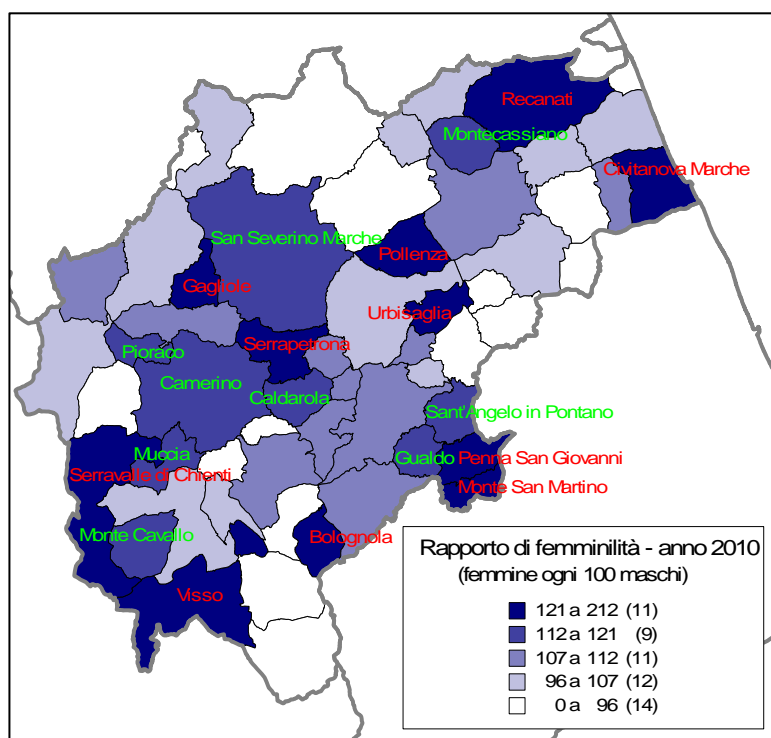 Recanati
Montecassiano
Civitanova Marche
San Severino Marche
Pollenza
Gagliole
Urbisaglia
Serrapetrona
Pioraco
Camerino
Caldarola
Sant'Angelo in Pontano
Muccia
Gualdo
Penna San Giovanni
Serravalle di Chienti
Monte San Martino
Monte Cavallo
Bolognola
Visso
Rapporto di femminilità - anno 2010
(femmine ogni 100 maschi)
121 a 212 (11)
112 a 121 (9)
107 a 112 (11)
96 a 107 (12)
0 a 96 (14)